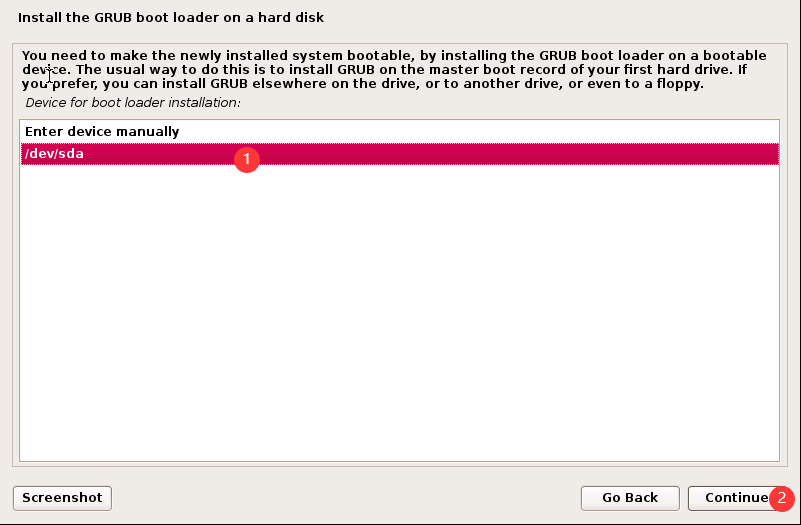 Install the GRUB boot loader on a hard disk
You need to make the newly installed system bootable, by installing the GRUB boot loader on a bootable
device. The usual way to do this is to install GRUB on the master boot record of your first hard drive. If
you prefer, you can install GRUB elsewhere on the drive, or to another drive, or even to a floppy.
Device for boot loader installation:
Enter device manually
/dev/sda 1
Screenshot Go Back Continue 2